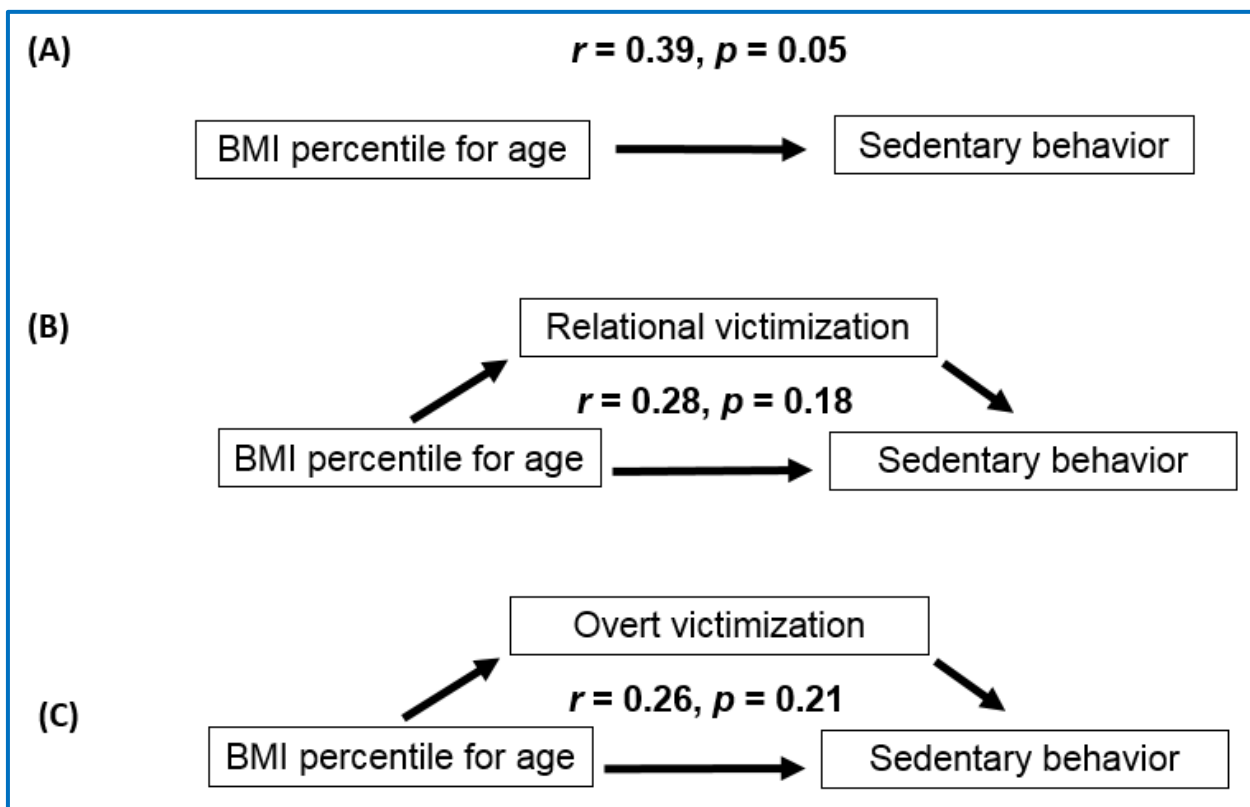 (A)
r = 0.39, p = 0.05
BMI percentile for age
Sedentary behavior
(B)
Relational victimization
r = 0.28, p = 0.18
BMI percentile for age
Sedentary behavior
Overt victimization
(C)
r = 0.26, p = 0.21
BMI percentile for age
Sedentary behavior